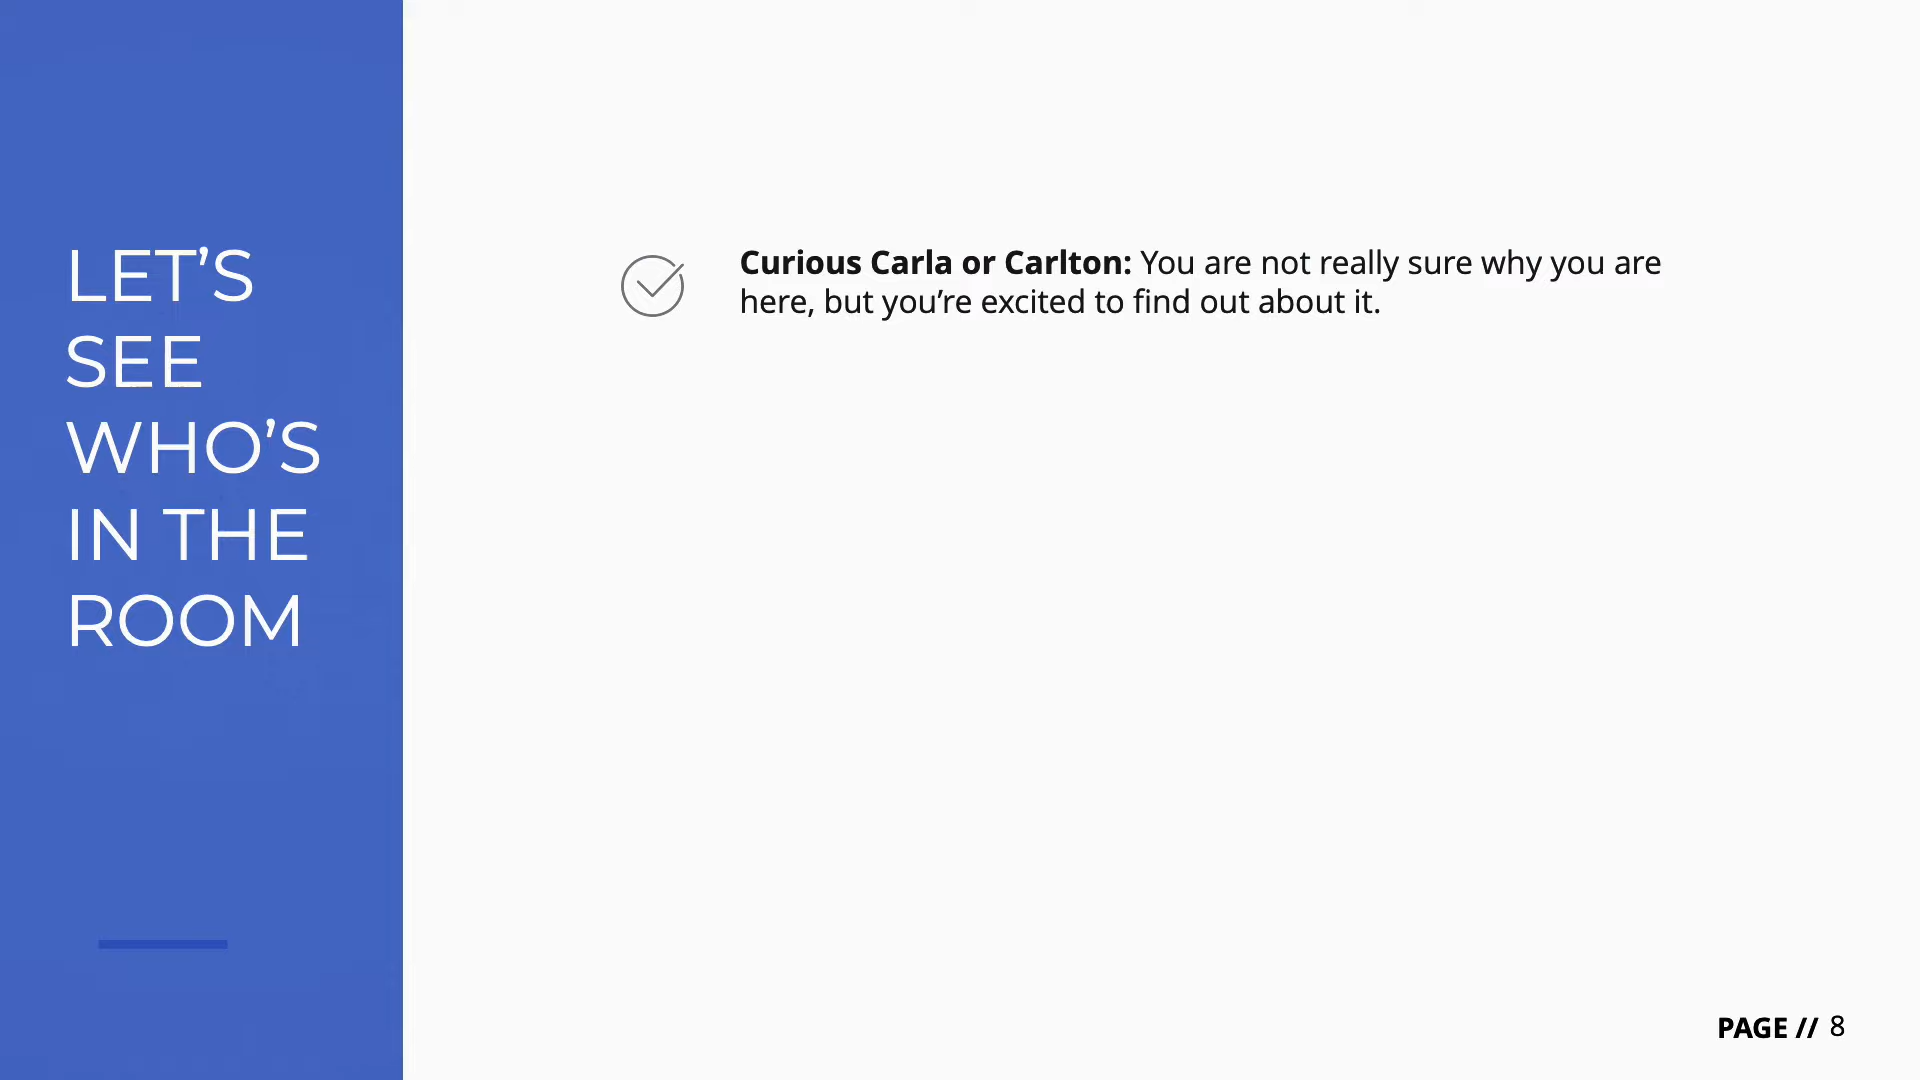 LET’S
SEE
WHO’S
IN THE
ROOM
Curious Carla or Carlton: You are not really sure why you are
here, but you’re excited to find out about it.
PAGE // 8